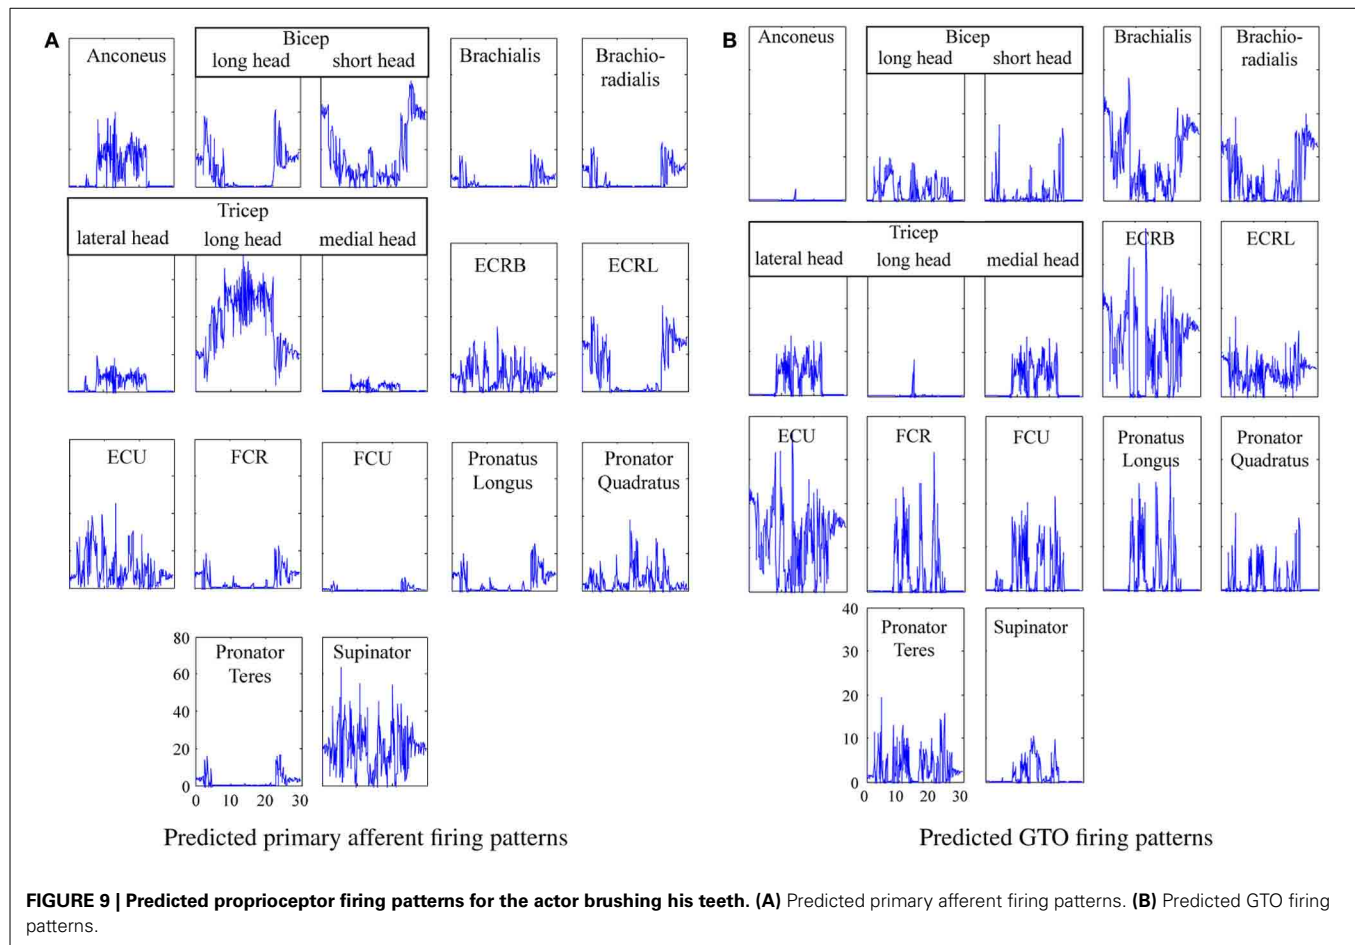 A
Anconeus
Bicep
long head short head
Brachialis
Brachio-
radialis
Tricep
lateral head long head medial head
ECRB
ECRL
ECU
FCR
FCU
Pronatus
Longus
Pronator
Quadratus
80
60
40
20
0
Pronator
Teres
Supinator
0 10 20 30
Predicted primary afferent firing patterns
B
Anconeus
Bicep
long head short head
Brachialis
Brachio-
radialis
Tricep
lateral head long head medial head
ECRB
ECRL
ECU
FCR
FCU
Pronatus
Longus
Pronator
Quadratus
40
30
20
10
0
Pronator
Teres
Supinator
0 10 20 30
Predicted GTO firing patterns
FIGURE 9 | Predicted proprioceptor firing patterns for the actor brushing his teeth. (A) Predicted primary afferent firing patterns. (B) Predicted GTO firing
patterns.